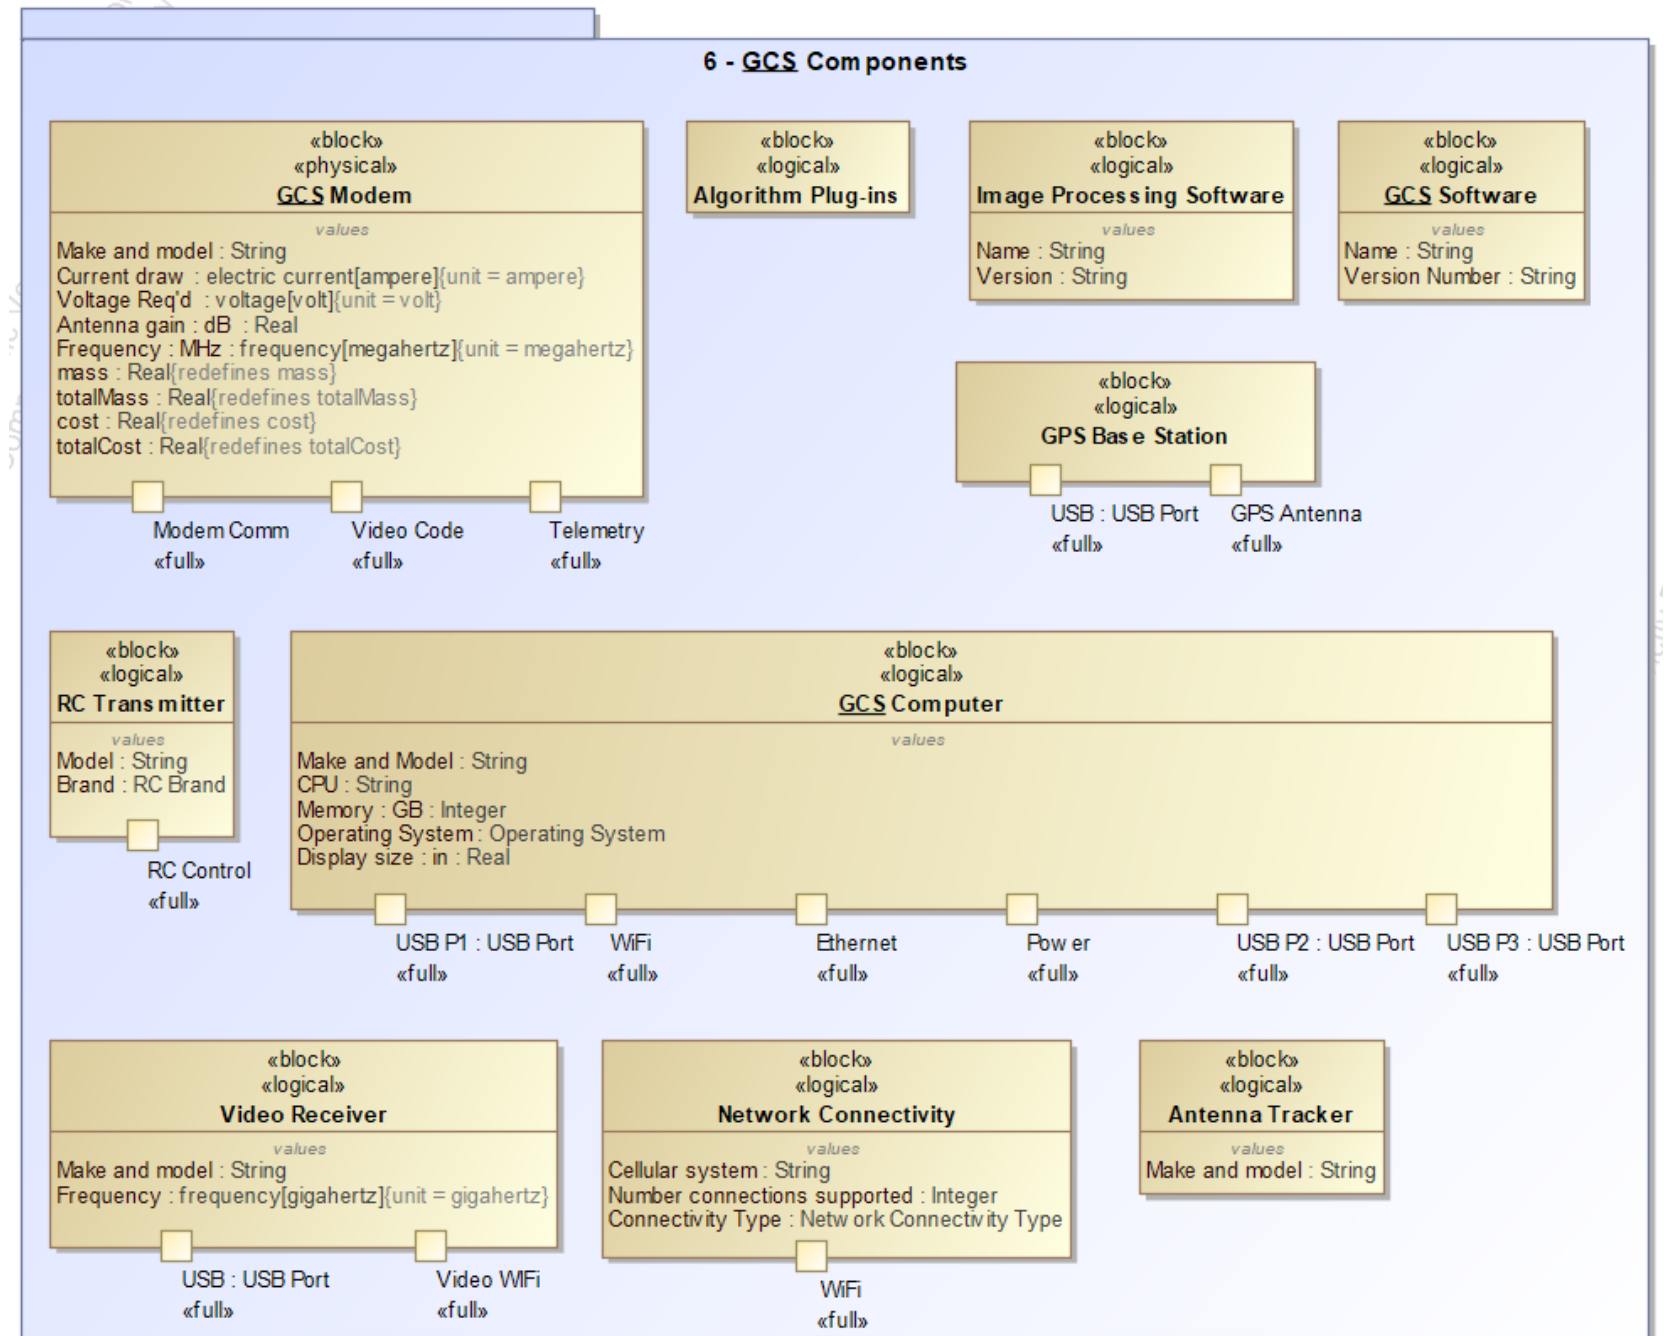 6 - GCS Components
«block»
«physical»
GCS Modem
values
Make and model : String
Current draw : electric current[ampere]{unit = ampere}
Voltage Req'd : voltage[volt]{unit = volt}
Antenna gain : dB : Real
Frequency : MHz : frequency[megahertz]{unit = megahertz}
mass : Real{redefines mass}
totalMass : Real{redefines totalMass}
cost : Real{redefines cost}
totalCost : Real{redefines totalCost}
Modem Comm
«full»
Video Code
«full»
Telemetry
«full»
«block»
«logical»
Algorithm Plug-ins
«block»
«logical»
Image Processing Software
values
Name : String
Version : String
«block»
«logical»
GCS Software
values
Name : String
Version Number : String
«block»
«logical»
GPS Base Station
USB : USB Port
«full»
GPS Antenna
«full»
«block»
«logical»
RC Transmitter
values
Model : String
Brand : RC Brand
RC Control
«full»
«block»
«logical»
GCS Computer
values
Make and Model : String
CPU : String
Memory : GB : Integer
Operating System : Operating System
Display size : in : Real
USB P1 : USB Port
«full»
WiFi
«full»
Ethernet
«full»
Power
«full»
USB P2 : USB Port
«full»
USB P3 : USB Port
«full»
«block»
«logical»
Video Receiver
values
Make and model : String
Frequency : frequency[gigahertz]{unit = gigahertz}
USB : USB Port
«full»
Video WIFi
«full»
«block»
«logical»
Network Connectivity
values
Cellular system : String
Number connections supported : Integer
Connectivity Type : Network Connectivity Type
WiFi
«full»
«block»
«logical»
Antenna Tracker
values
Make and model : String